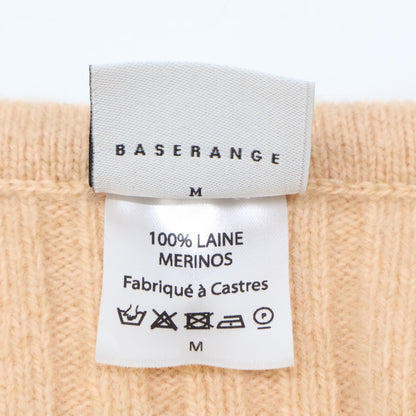 BASERANGE
M
100% LAINE
MERINOS
Fabriqué à Castres
P
M